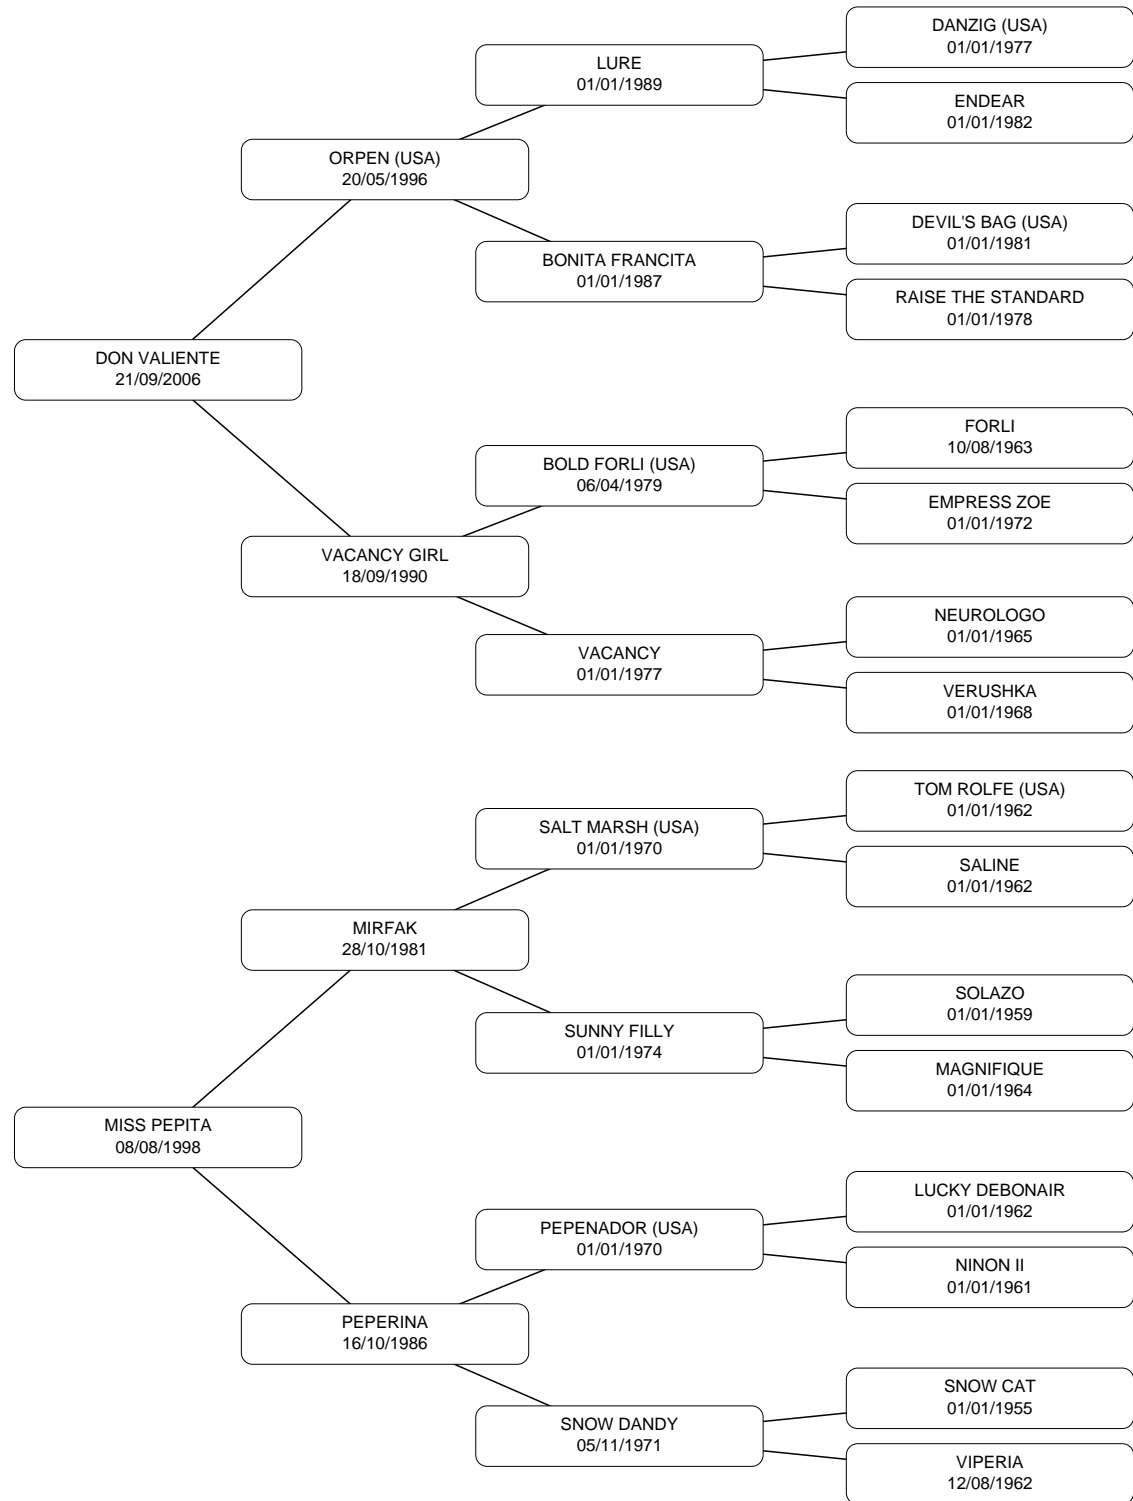 DANZIG (USA)
01/01/1977
LURE
01/01/1989
ENDEAR
01/01/1982
ORPEN (USA)
20/05/1996
DEVIL'S BAG (USA)
01/01/1981
BONITA FRANCITA
01/01/1987
RAISE THE STANDARD
01/01/1978
DON VALIENTE
21/09/2006
FORLI
10/08/1963
BOLD FORLI (USA)
06/04/1979
EMPRESS ZOE
01/01/1972
VACANCY GIRL
18/09/1990
NEUROLOGO
01/01/1965
VACANCY
01/01/1977
VERUSHKA
01/01/1968
TOM ROLFE (USA)
01/01/1962
SALT MARSH (USA)
01/01/1970
SALINE
01/01/1962
MIRFAK
28/10/1981
SOLAZO
01/01/1959
SUNNY FILLY
01/01/1974
MAGNIFIQUE
01/01/1964
MISS PEPITA
08/08/1998
LUCKY DEBONAIR
01/01/1962
PEPENADOR (USA)
01/01/1970
NINON II
01/01/1961
PEPERINA
16/10/1986
SNOW CAT
01/01/1955
SNOW DANDY
05/11/1971
VIPERIA
12/08/1962